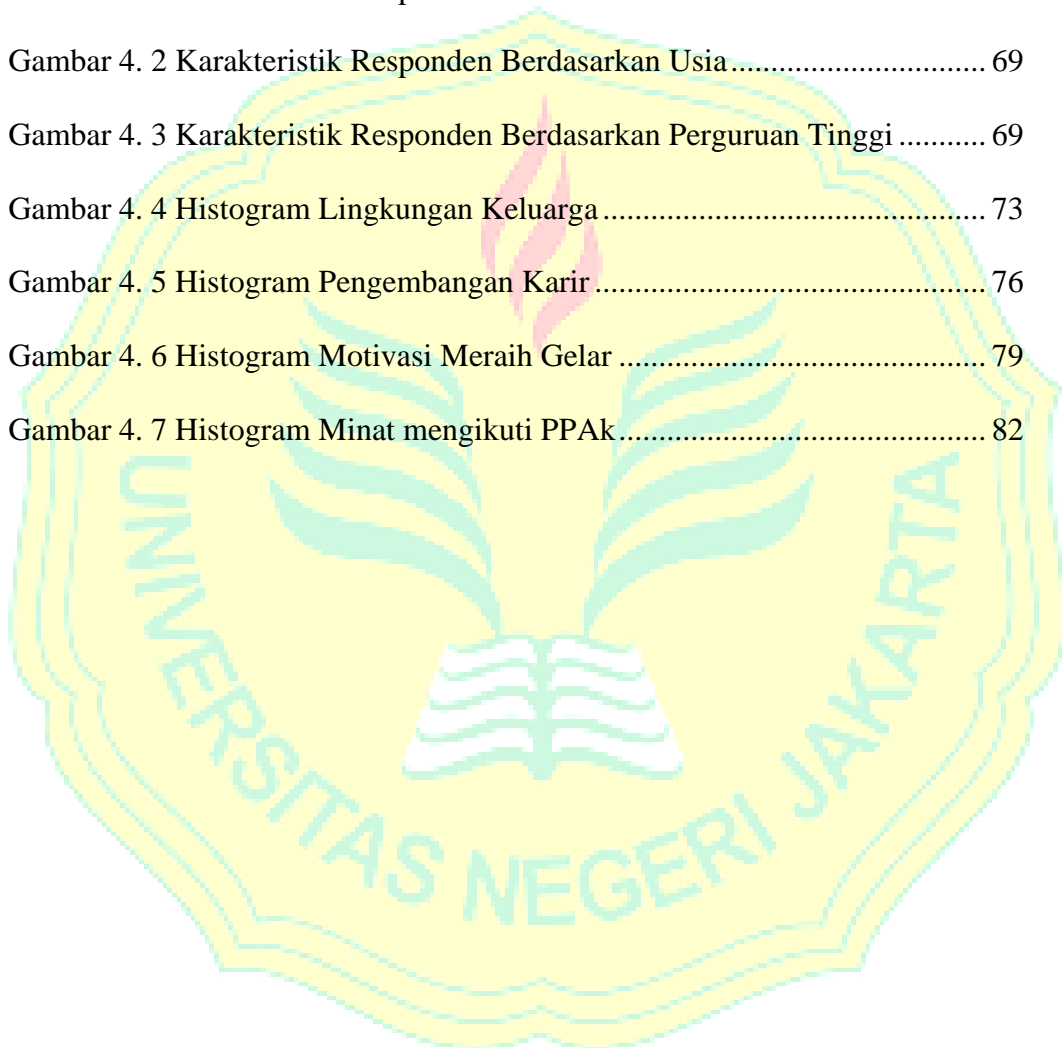 Gambar 4. 2 Karakteristik Responden Berdasarkan Usia............................... 69
Gambar 4. 3 Karakteristik Responden Berdasarkan Perguruan Tinggi ........... 69
Gambar 4. 4 Histogram Lingkungan Keluarga............................................... 73
Gambar 4. 5 Histogram Pengembangan Karir................................................ 76
Gambar 4. 6 Histogram Motivasi Meraih Gelar ............................................. 79
Gambar 4. 7 Histogram Minat mengikuti PPAk............................................. 82
UNIVERSITAS NEGERI JAKARTA